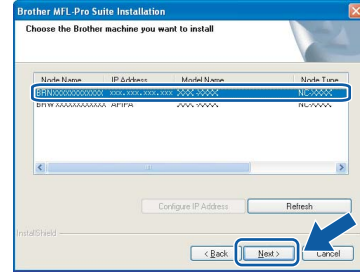 Brother MFL-Pro Suite Installation
Choose the Brother machine you want to install
Node Name IP Address Model Name Node Type
BRNXXXXXXXXXXXX xxx.xxx.xxx.xxx XXX-XXXX NC-XXXX
BRWXXXXXXXXXXXX APIPA XXX-XXXX NC-XXXX
Configure IP Address Refresh
InstallShield
< Back Next > Cancel